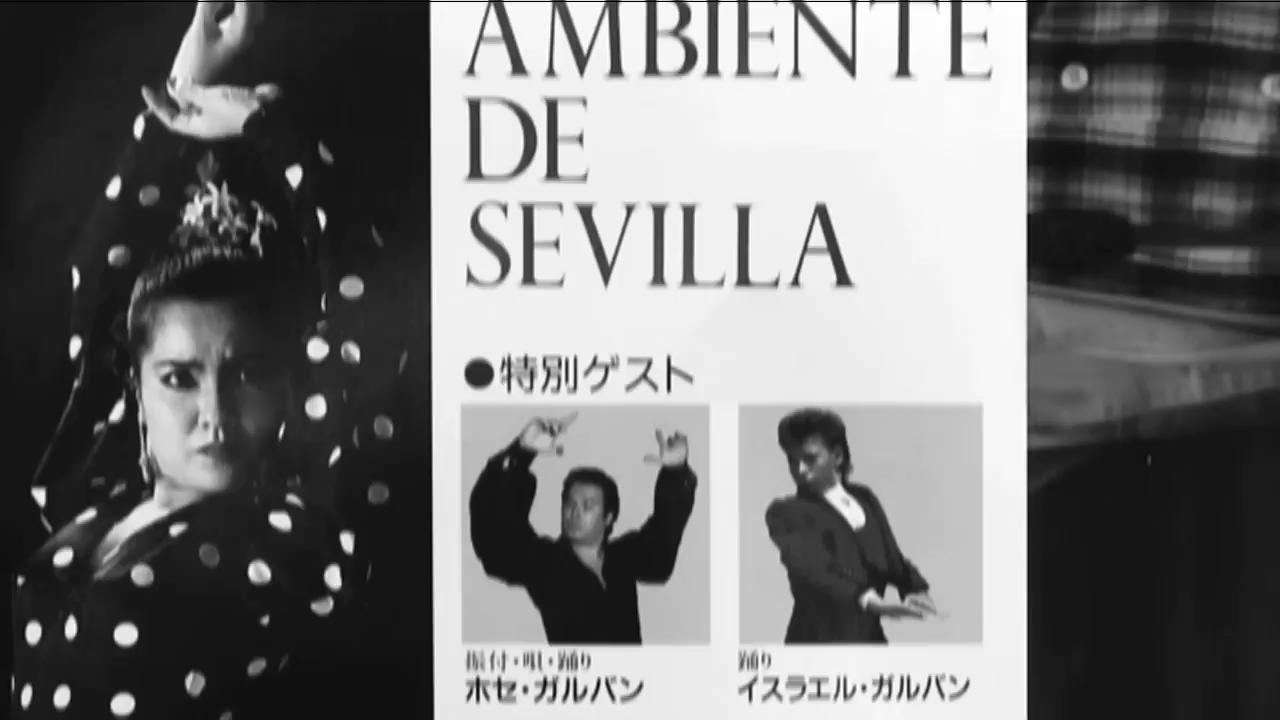 AMBIENTE
DE
SEVILLA
●特別ゲスト
振付・唄・踊り
ホセ・ガルバン
踊り
イスラエル・ガルバン